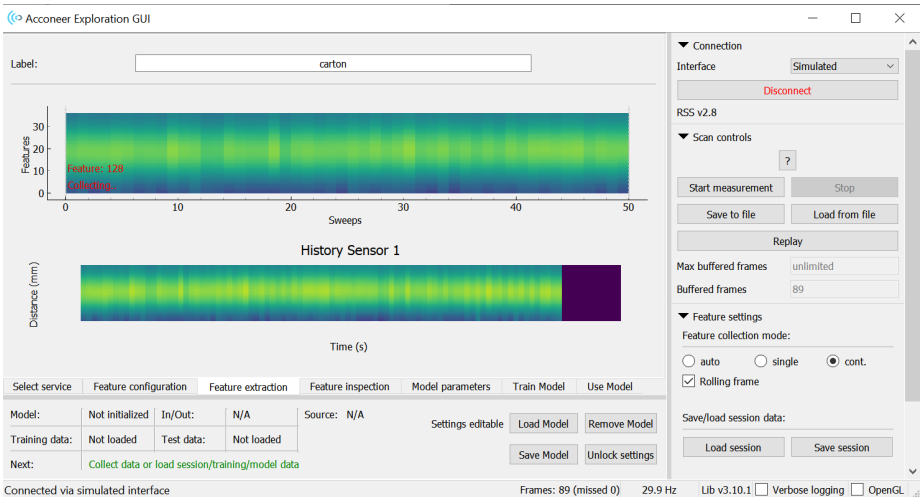 Acconeer Exploration GUI
Label: carton
Features
30
20
10
0
Feature: 128
Collecting..
0 10 20 30 40 50
Sweeps
History Sensor 1
Distance (mm)
Time (s)
Select service Feature configuration Feature extraction Feature inspection Model parameters Train Model Use Model
Model: Not initialized In/Out: N/A Source: N/A
Training data: Not loaded Test data: Not loaded
Next: Collect data or load session/training/model data
Settings editable Load Model Remove Model
Save Model Unlock settings
Connected via simulated interface
Frames: 89 (missed 0) 29.9 Hz Lib v3.10.1 Verbose logging OpenGL
Connection
Interface Simulated
Disconnect
RSS v2.8
Scan controls
?
Start measurement Stop
Save to file Load from file
Replay
Max buffered frames unlimited
Buffered frames 89
Feature settings
Feature collection mode:
auto single cont.
Rolling frame
Save/load session data:
Load session Save session